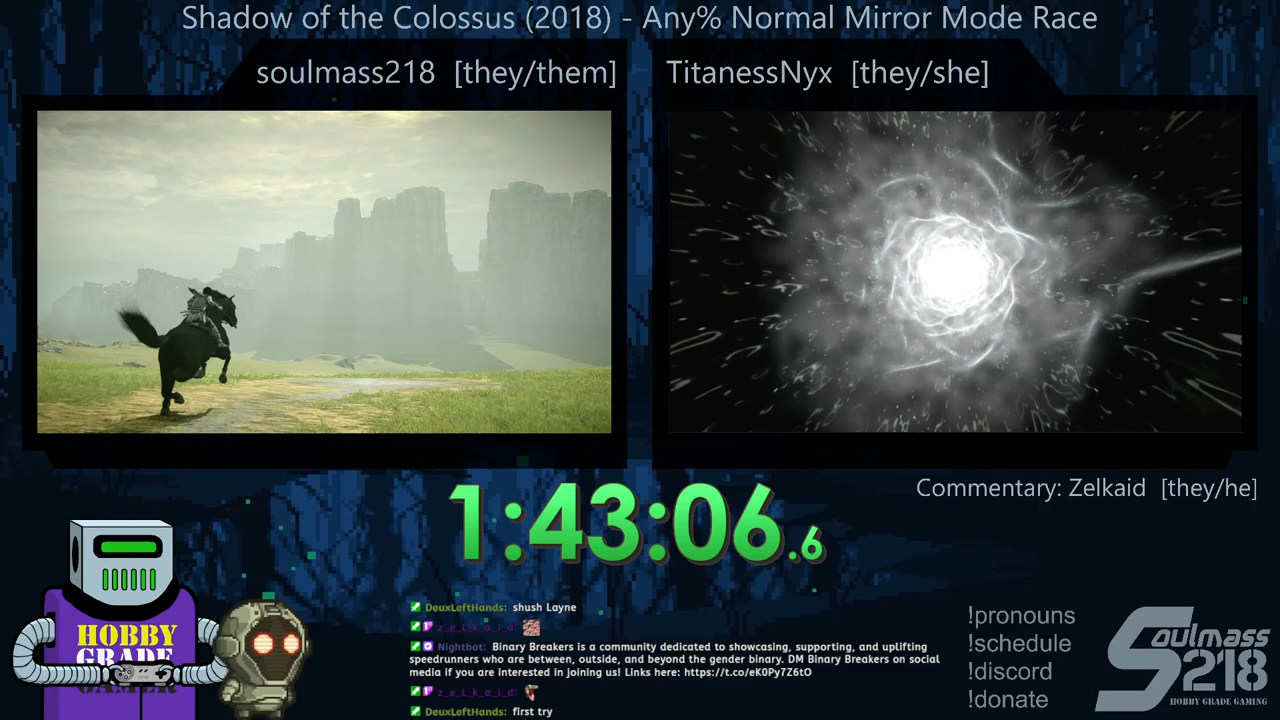 Shadow of the Colossus (2018) - Any% Normal Mirror Mode Race
soulmass218 [they/them]
TitanessNyx [they/she]
Commentary: Zelkaid [they/he]
1:43:06.6
DeuxLeftHands: shush Layne
z_e_l_k_a_i_d:
Nightbot: Binary Breakers is a community dedicated to showcasing, supporting, and uplifting
speedrunners who are between, outside, and beyond the gender binary. DM Binary Breakers on social
media if you are interested in joining us! Links here: https://t.co/eK0Py7Z6tO
z_e_l_k_a_i_d:
DeuxLeftHands: first try
HOBBY
GRADE
GAMER
!pronouns
!schedule
!discord
!donate
Soulmass
218
HOBBY GRADE GAMING